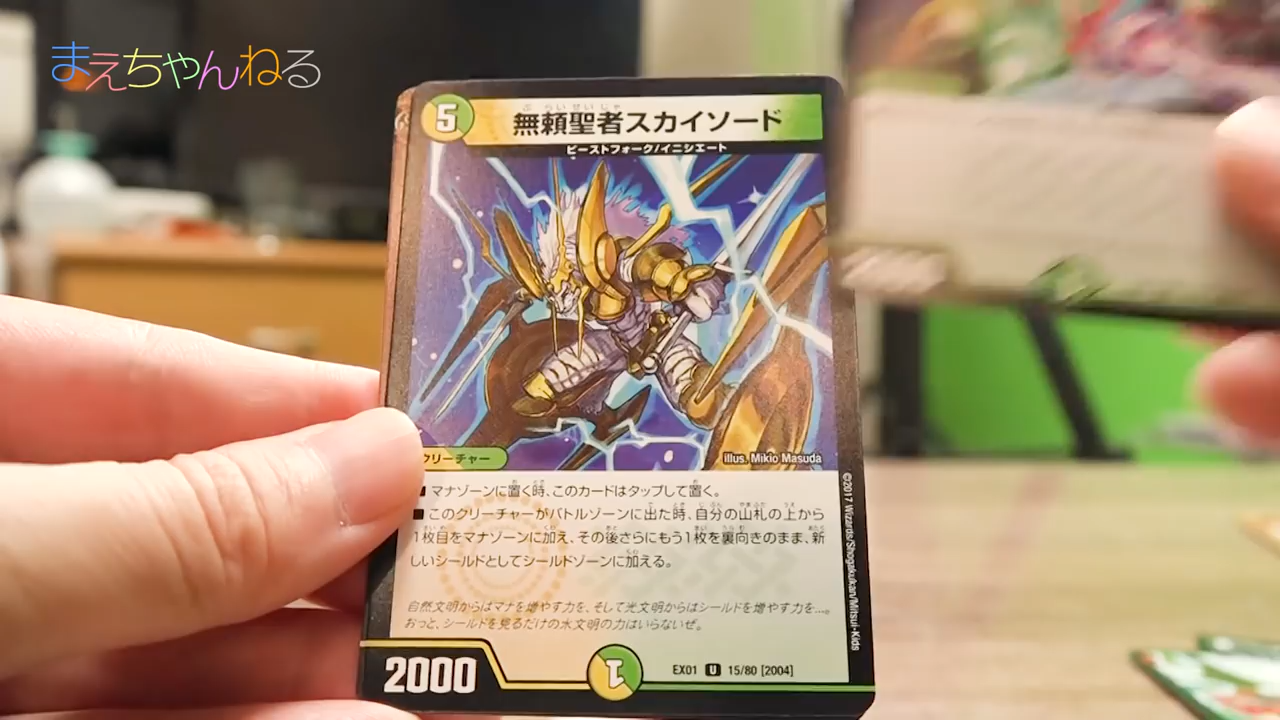 まえちゃんねる
5
ぶらいせいじゃ
無頼聖者スカイソード
ビーストフォーク/イニシエート
クリーチャー
illus. Mikio Masuda
■ マナゾーンに置く時、このカードはタップして置く。
■ このクリーチャーがバトルゾーンに出た時、自分の山札の上から
1枚目をマナゾーンに加え、その後さらにもう1枚を裏向きのまま、新
しいシールドとしてシールドゾーンに加える。
自然文明からはマナを増やす力を、そして光文明からはシールドを増やす力を...。
おっと、シールドを見るだけの水文明の力はいらないぜ。
©2017 Wizards/Shogakukan/Mitsui-Kids
2000
1
EX01 U 15/80 [2004]